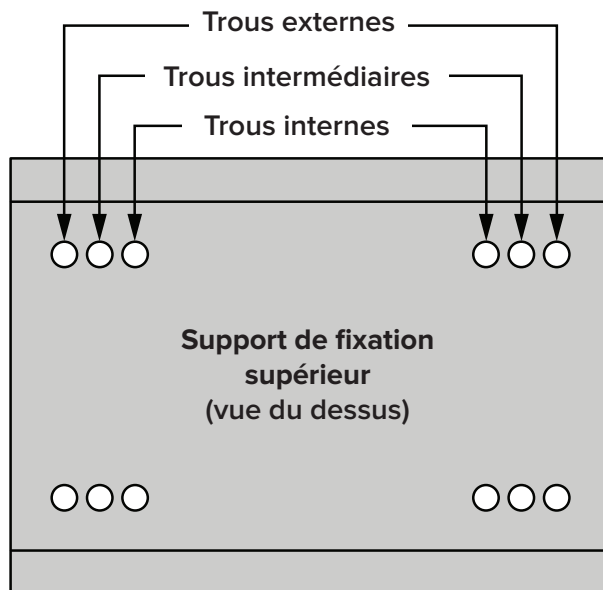 Trous externes
Trous intermédiaires
Trous internes
Support de fixation
supérieur
(vue du dessus)